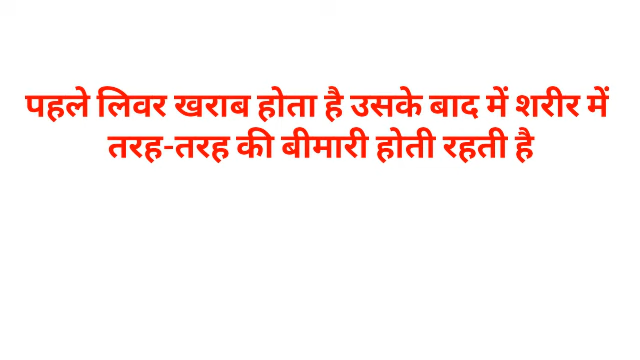 पहले लिवर खराब होता है उसके बाद में शरीर में
तरह-तरह की बीमारी होती रहती है